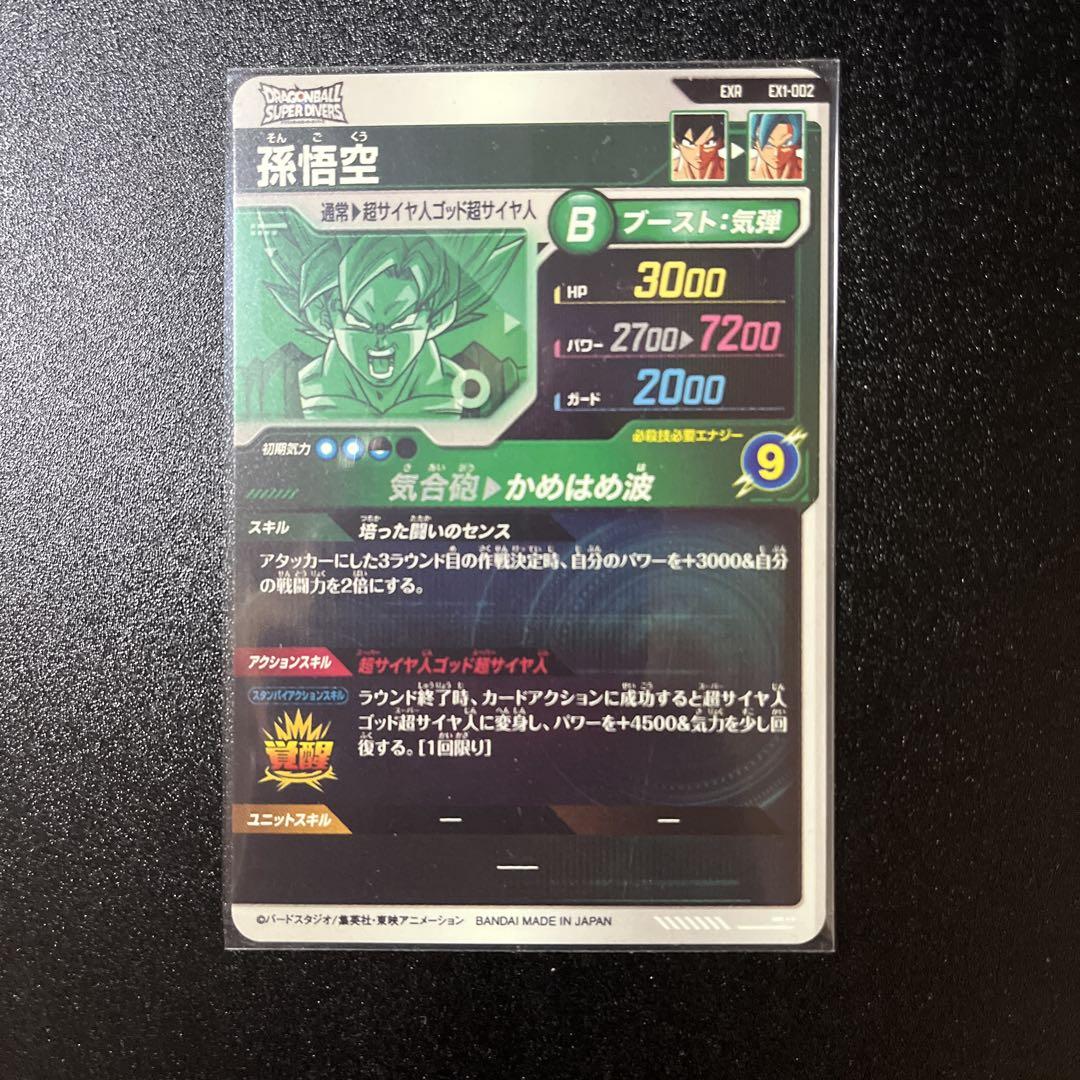 DRAGONBALL
SUPER DIVERS
EXR EX1-002
そん ご くう
孫悟空
通常▶超サイヤ人ゴッド超サイヤ人
B ブースト:気弾
HP 3000
パワー 2700▶7200
ガード 2000
初期気力
必殺技必要エナジー
9
気合砲▶かめはめ波
スキル 培った闘いのセンス
アタッカーにした3ラウンド目の作戦決定時、自分のパワーを+3000&自分
の戦闘力を2倍にする。
アクションスキル 超サイヤ人ゴッド超サイヤ人
スタンバイアクションスキル
覚醒
ラウンド終了時、カードアクションに成功すると超サイヤ人
ゴッド超サイヤ人に変身し、パワーを+4500&気力を少し回
復する。[1回限り]
ユニットスキル ー ー
ー
©バードスタジオ/集英社・東映アニメーション BANDAI MADE IN JAPAN